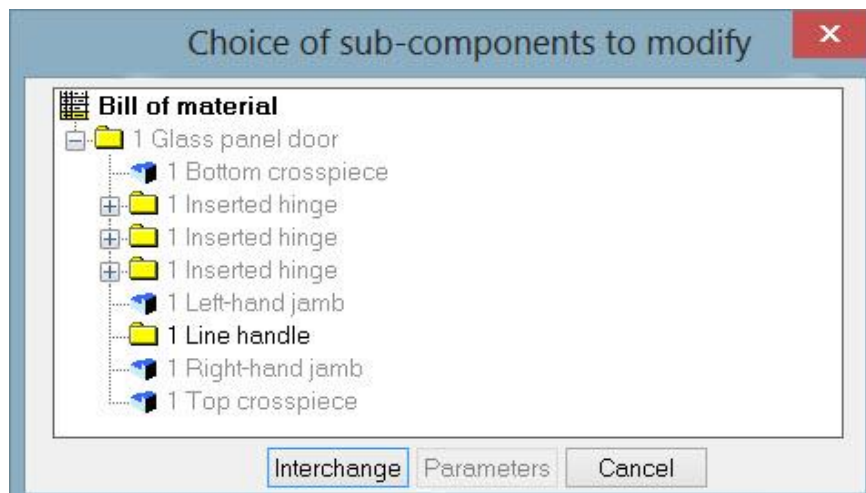 Choice of sub-components to modify
Bill of material
1 Glass panel door
1 Bottom crosspiece
1 Inserted hinge
1 Inserted hinge
1 Inserted hinge
1 Left-hand jamb
1 Line handle
1 Right-hand jamb
1 Top crosspiece
Interchange Parameters Cancel